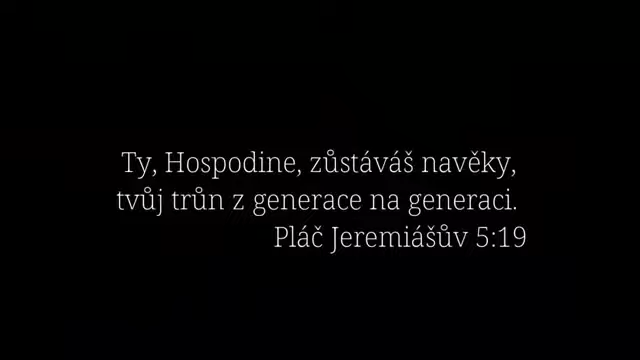 Ty, Hospodine, zůstáváš navěky,
tvůj trůn z generace na generaci.
Pláč Jeremiášův 5:19